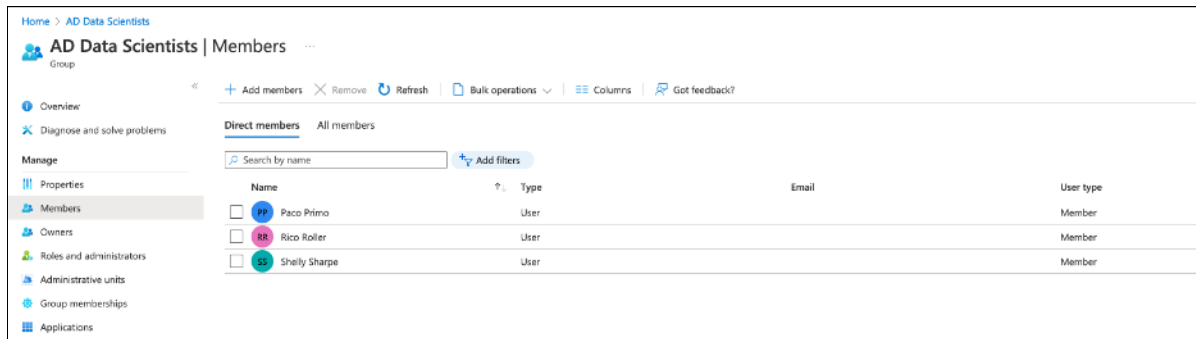 Home > AD Data Scientists
AD Data Scientists | Members ...
Group
«
Add members Remove Refresh Bulk operations Columns Got feedback?
Overview
Diagnose and solve problems
Manage
Properties
Members
Owners
Roles and administrators
Administrative units
Group memberships
Applications
Direct members All members
Search by name Add filters
Name Type Email User type
PP Paco Primo User Member
RR Rico Roller User Member
SS Shelly Sharpe User Member